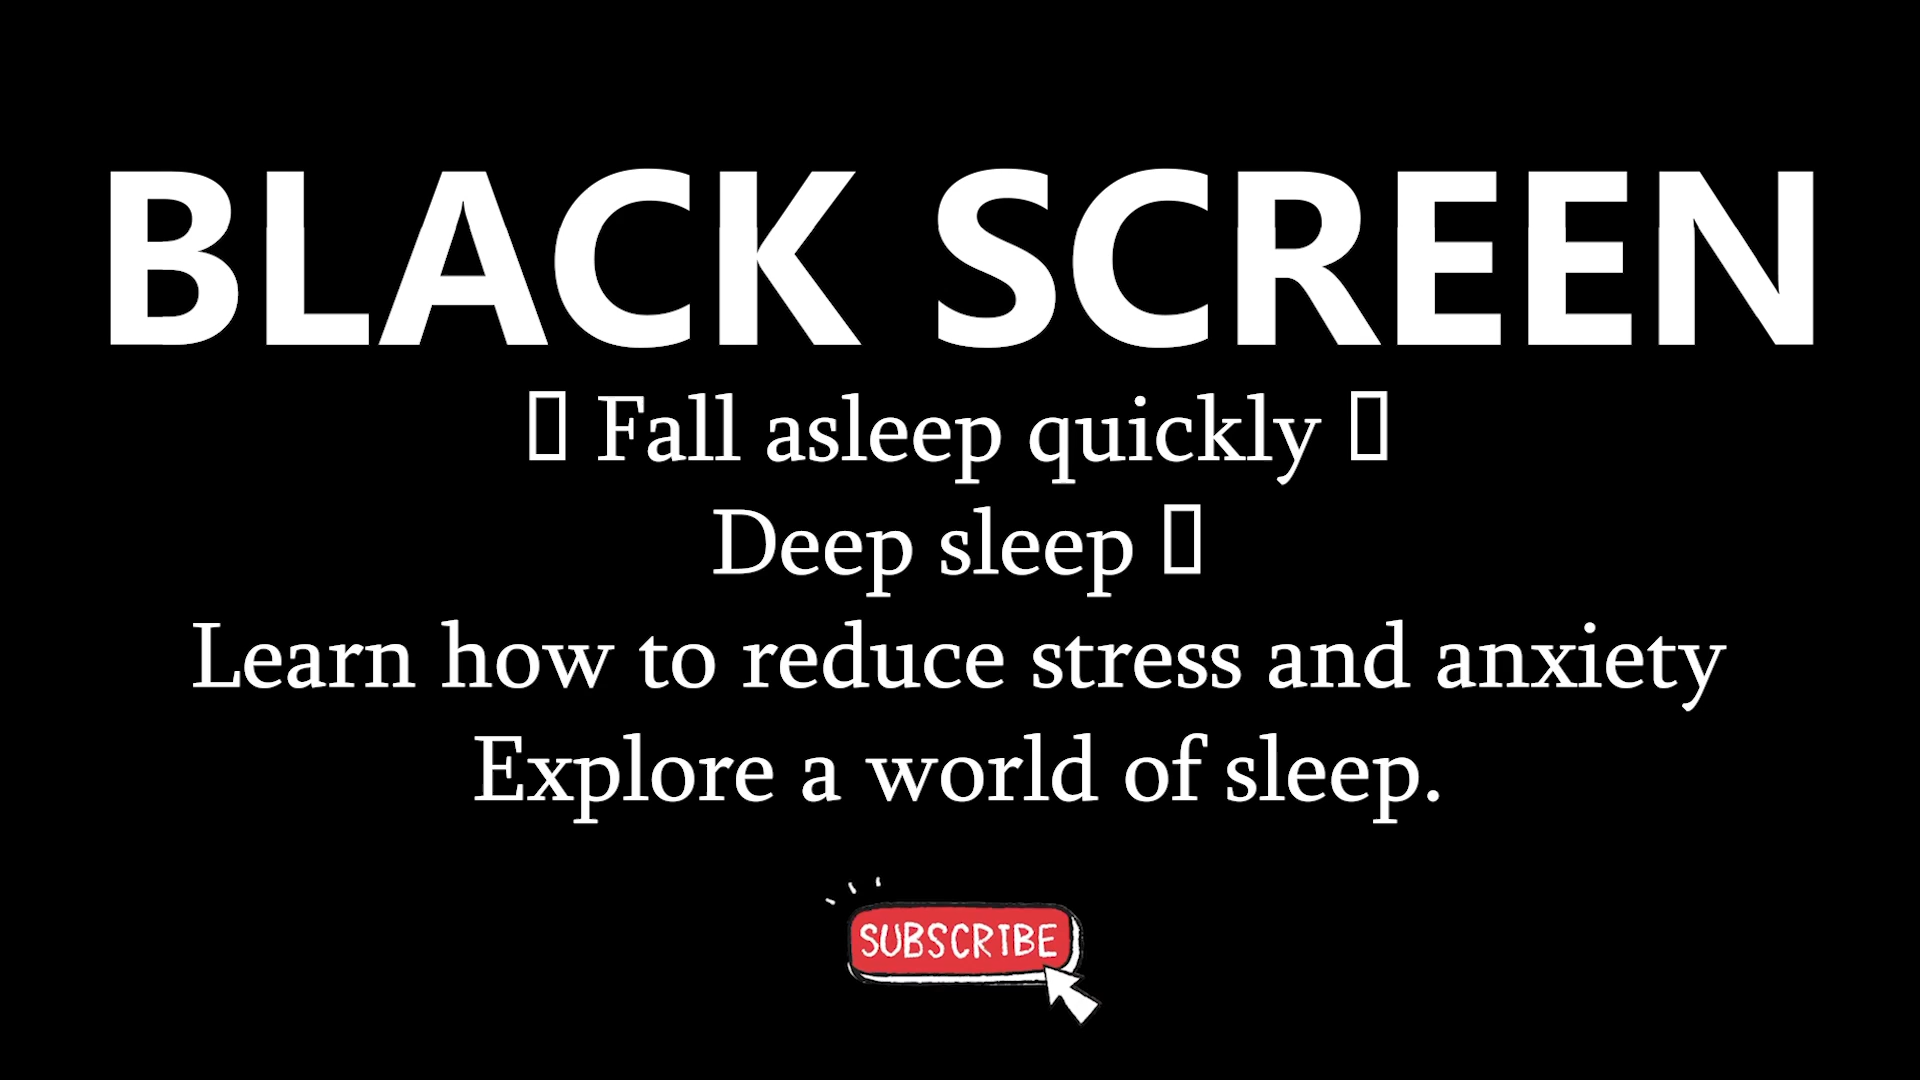 BLACK SCREEN
▯ Fall asleep quickly ▯
Deep sleep ▯
Learn how to reduce stress and anxiety
Explore a world of sleep.
SUBSCRIBE